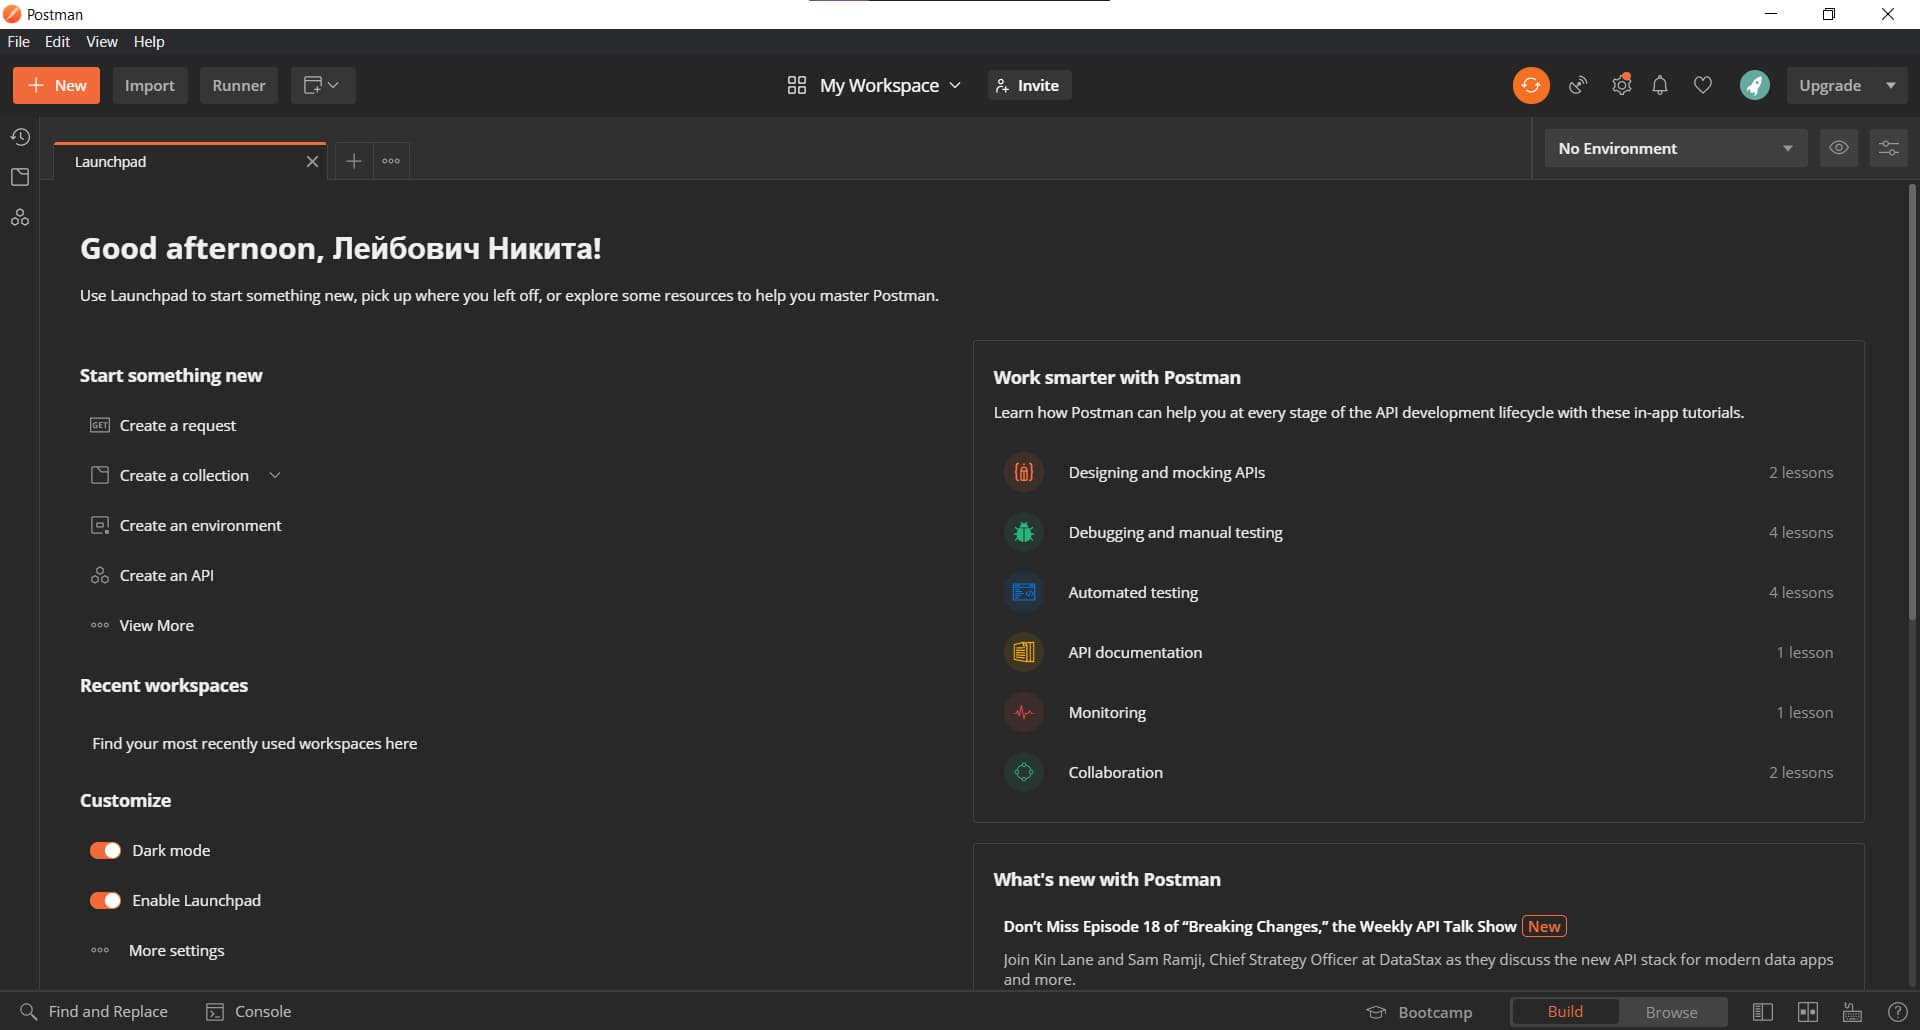 Postman
File Edit View Help
New Import Runner My Workspace Invite Upgrade
Launchpad No Environment
Good afternoon, Лейбович Никита!
Use Launchpad to start something new, pick up where you left off, or explore some resources to help you master Postman.
Start something new
GET Create a request
Create a collection
Create an environment
Create an API
View More
Recent workspaces
Find your most recently used workspaces here
Customize
Dark mode
Enable Launchpad
More settings
Work smarter with Postman
Learn how Postman can help you at every stage of the API development lifecycle with these in-app tutorials.
Designing and mocking APIs 2 lessons
Debugging and manual testing 4 lessons
Automated testing 4 lessons
API documentation 1 lesson
Monitoring 1 lesson
Collaboration 2 lessons
What's new with Postman
Don't Miss Episode 18 of “Breaking Changes,” the Weekly API Talk Show New
Join Kin Lane and Sam Ramji, Chief Strategy Officer at DataStax as they discuss the new API stack for modern data apps
and more.
Find and Replace Console Bootcamp Build Browse